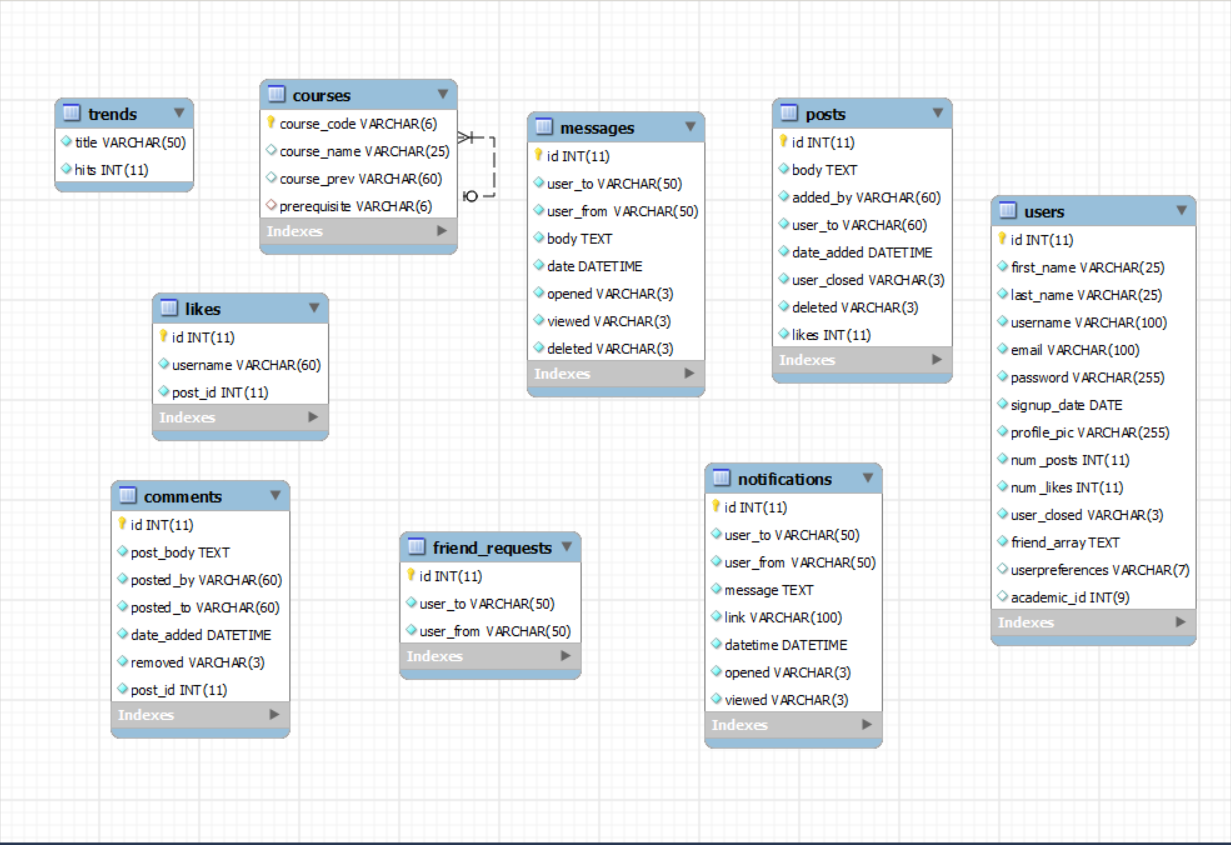 trends
title VARCHAR(50)
hits INT(11)
courses
course_code VARCHAR(6)
course_name VARCHAR(25)
course_prev VARCHAR(60)
prerequisite VARCHAR(6)
Indexes
messages
id INT(11)
user_to VARCHAR(50)
user_from VARCHAR(50)
body TEXT
date DATETIME
opened VARCHAR(3)
viewed VARCHAR(3)
deleted VARCHAR(3)
Indexes
posts
id INT(11)
body TEXT
added_by VARCHAR(60)
user_to VARCHAR(60)
date_added DATETIME
user_closed VARCHAR(3)
deleted VARCHAR(3)
likes INT(11)
Indexes
users
id INT(11)
first_name VARCHAR(25)
last_name VARCHAR(25)
username VARCHAR(100)
email VARCHAR(100)
password VARCHAR(255)
signup_date DATE
profile_pic VARCHAR(255)
num_posts INT(11)
num_likes INT(11)
user_closed VARCHAR(3)
friend_array TEXT
userpreferences VARCHAR(7)
academic_id INT(9)
Indexes
likes
id INT(11)
username VARCHAR(60)
post_id INT(11)
Indexes
comments
id INT(11)
post_body TEXT
posted_by VARCHAR(60)
posted_to VARCHAR(60)
date_added DATETIME
removed VARCHAR(3)
post_id INT(11)
Indexes
friend_requests
id INT(11)
user_to VARCHAR(50)
user_from VARCHAR(50)
Indexes
notifications
id INT(11)
user_to VARCHAR(50)
user_from VARCHAR(50)
message TEXT
link VARCHAR(100)
datetime DATETIME
opened VARCHAR(3)
viewed VARCHAR(3)
Indexes